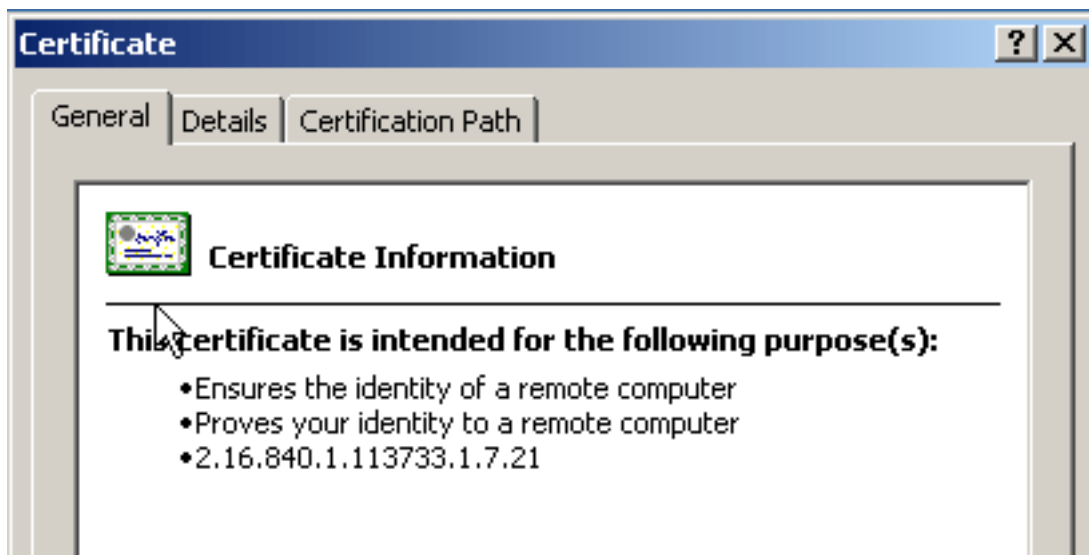 Certificate
General Details Certification Path
Certificate Information
This certificate is intended for the following purpose(s):
•Ensures the identity of a remote computer
•Proves your identity to a remote computer
•2.16.840.1.113733.1.7.21